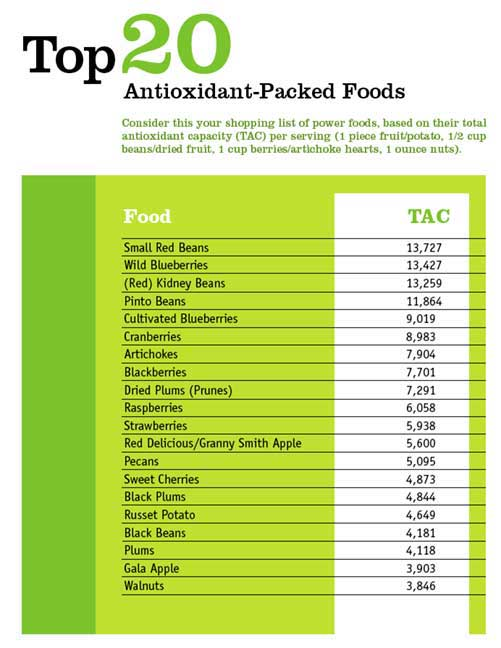 Top 20
Antioxidant-Packed Foods
Consider this your shopping list of power foods, based on their total
antioxidant capacity (TAC) per serving (1 piece fruit/potato, 1/2 cup
beans/dried fruit, 1 cup berries/artichoke hearts, 1 ounce nuts).
Food TAC
Small Red Beans 13,727
Wild Blueberries 13,427
(Red) Kidney Beans 13,259
Pinto Beans 11,864
Cultivated Blueberries 9,019
Cranberries 8,983
Artichokes 7,904
Blackberries 7,701
Dried Plums (Prunes) 7,291
Raspberries 6,058
Strawberries 5,938
Red Delicious/Granny Smith Apple 5,600
Pecans 5,095
Sweet Cherries 4,873
Black Plums 4,844
Russet Potato 4,649
Black Beans 4,181
Plums 4,118
Gala Apple 3,903
Walnuts 3,846